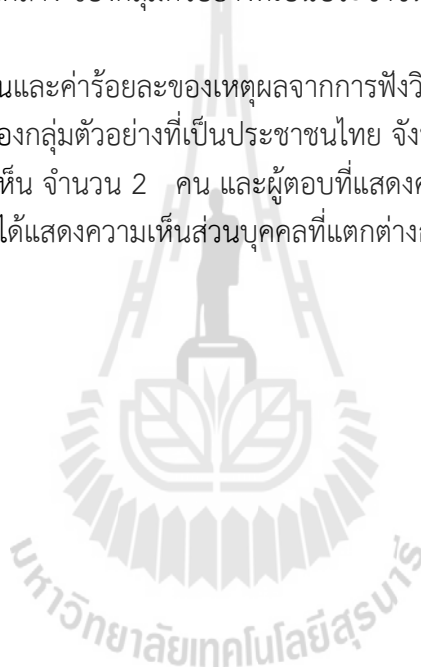 นและค่าร้อยละของเหตุผลจากการฟังวิ
องกลุ่มตัวอย่างที่เป็นประชาชนไทย จัง
ห็น จำนวน 2 คน และผู้ตอบที่แสดงค
ได้แสดงความเห็นส่วนบุคคลที่แตกต่างก
มหาวิทยาลัยเทคโนโลยีสุรนารี